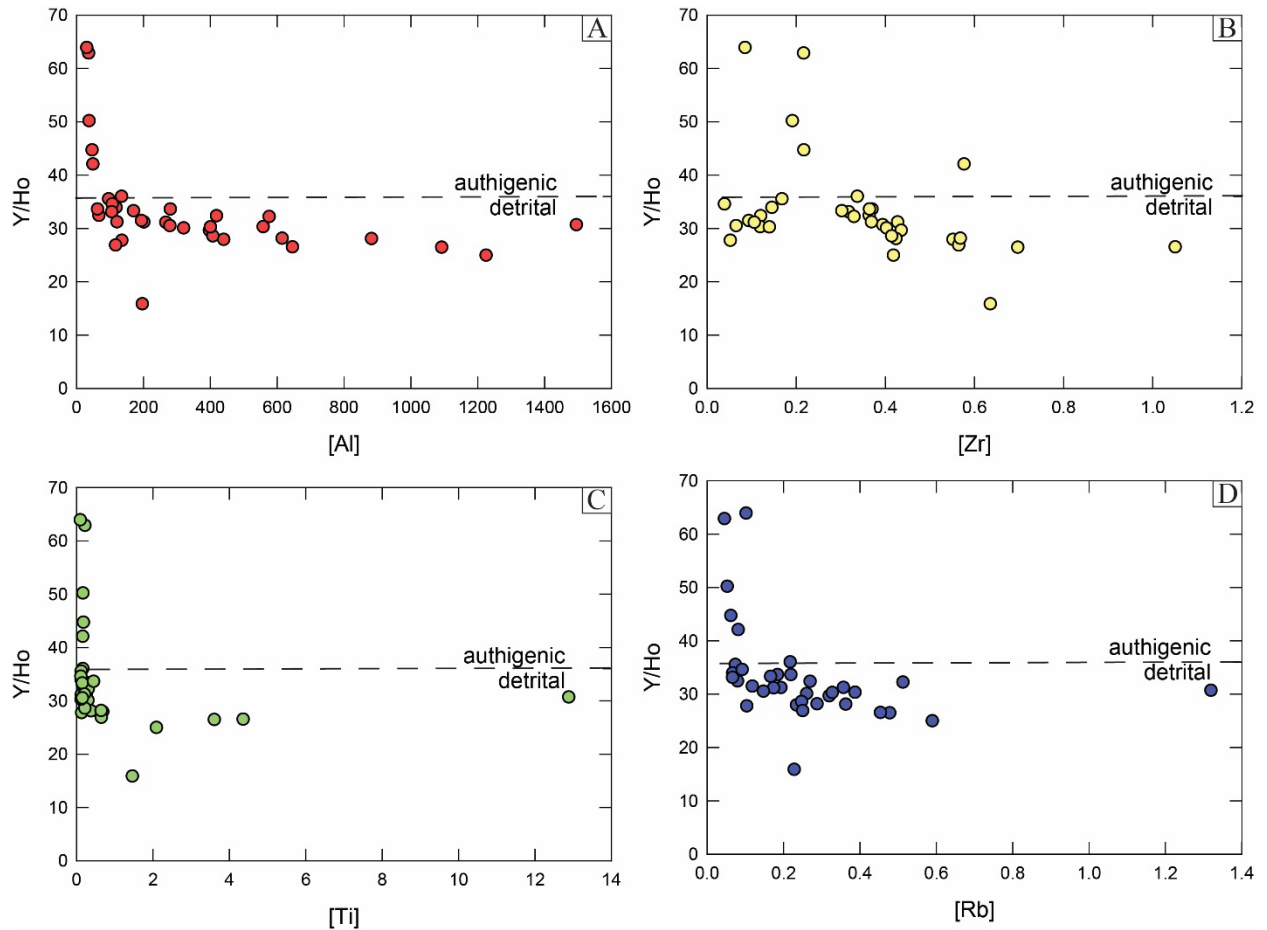 70
60
50
40
30
20
10
0
Y/Ho
A
authigenic
detrital
0 200 400 600 800 1000 1200 1400 1600
[Al]
70
60
50
40
30
20
10
0
Y/Ho
B
authigenic
detrital
0.0 0.2 0.4 0.6 0.8 1.0 1.2
[Zr]
70
60
50
40
30
20
10
0
Y/Ho
C
authigenic
detrital
0 2 4 6 8 10 12 14
[Ti]
70
60
50
40
30
20
10
0
Y/Ho
D
authigenic
detrital
0.0 0.2 0.4 0.6 0.8 1.0 1.2 1.4
[Rb]